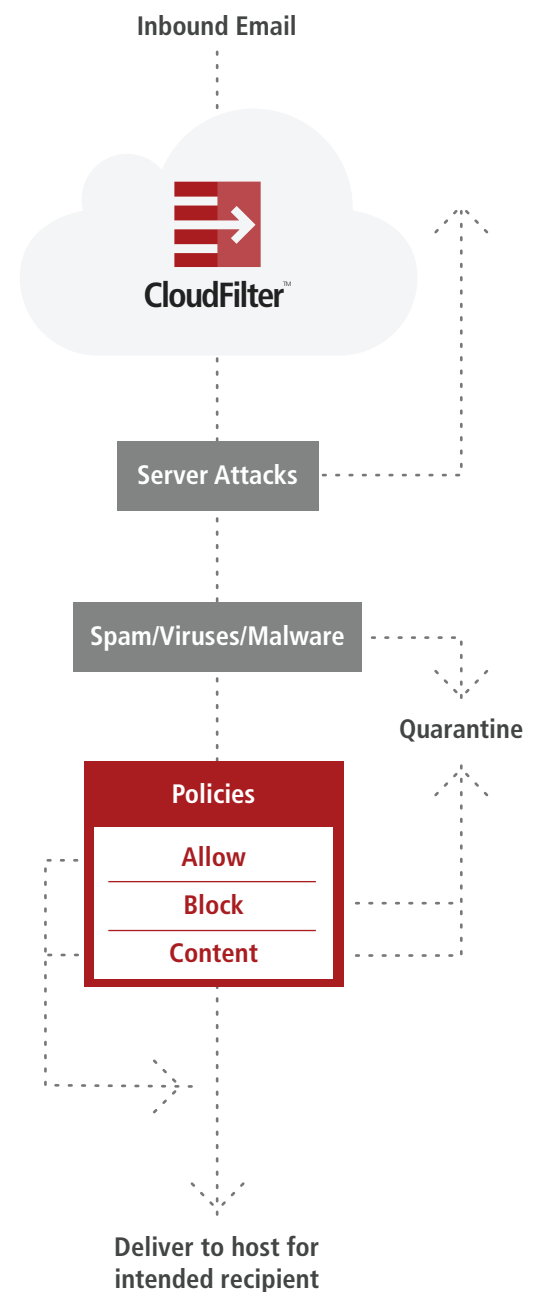 Inbound Email
CloudFilter™
Server Attacks
Spam/Viruses/Malware
Quarantine
Policies
Allow
Block
Content
Deliver to host for
intended recipient